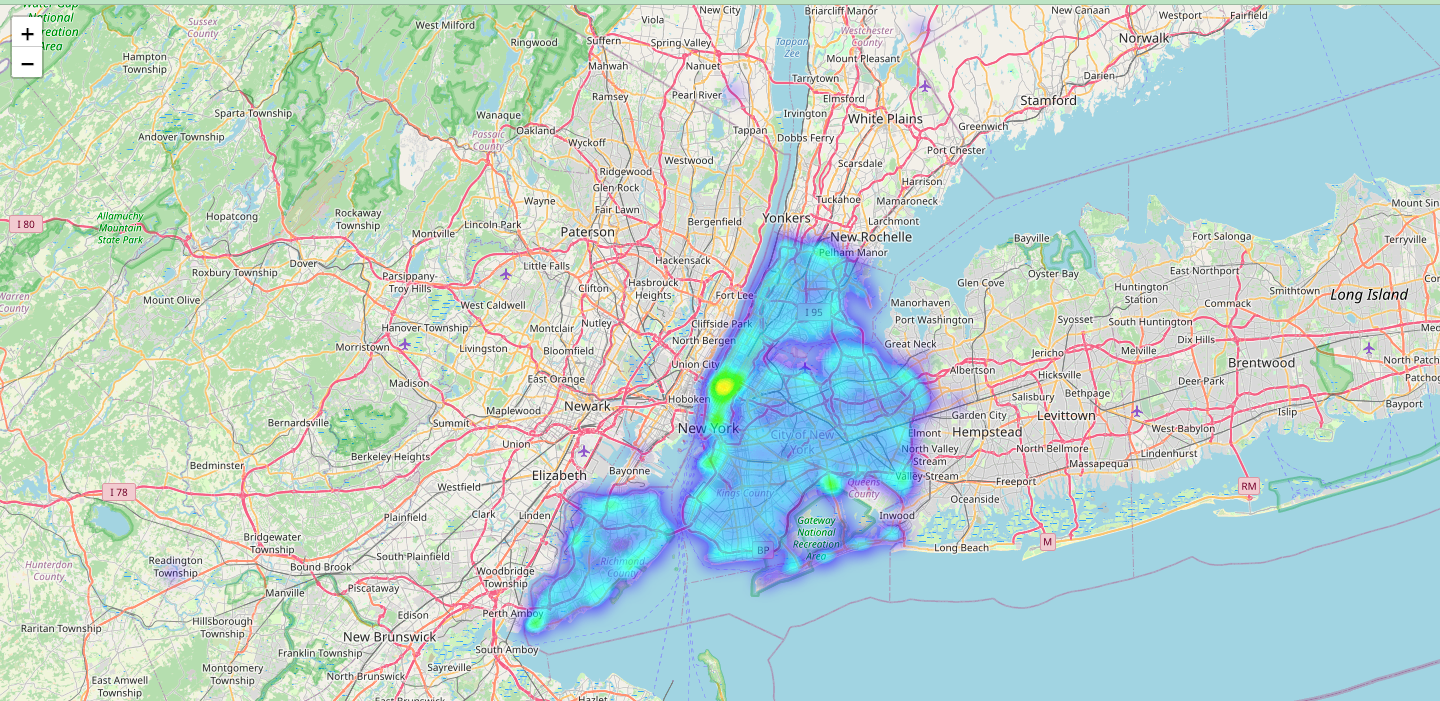 Water Gap
National
Recreation
Area
Sussex
County
West Milford
Viola
New City
Briarcliff Manor
New Canaan
Westport
Fairfield
+
−
Hampton
Township
Ringwood
Suffern
Spring Valley
Nanuet
Tappan
Zee
Westchester
County
Mount Pleasant
Norwalk
Mahwah
Darien
Tarrytown
Sparta Township
Ramsey
Pearl River
Elmsford
Stamford
Wanaque
Irvington
White Plains
Andover Township
Passaic
County
Oakland
Wyckoff
Tappan
Dobbs Ferry
Greenwich
Port Chester
Westwood
Scarsdale
Ridgewood
Glen Rock
Harrison
Wayne
Tuckahoe
Mamaroneck
Mount Sin
Hopatcong
Rockaway
Township
Fair Lawn
Bergenfield
Yonkers
Larchmont
I 80
Allamuchy
Mountain
State Park
Lincoln Park
Montville
Paterson
New Rochelle
Pelham Manor
Bayville
Fort Salonga
Terryville
Roxbury Township
Dover
Parsippany-
Troy Hills
Little Falls
Hackensack
Oyster Bay
East Northport
Warren
County
Mount Olive
Clifton
Hasbrouck
Heights
Fort Lee
Glen Cove
Huntington
Station
Smithtown
Long Island
West Caldwell
Manorhaven
Commack
Hanover Township
Montclair
Nutley
Cliffside Park
I 95
Port Washington
Syosset
South Huntington
Med
Morristown
Livingston
Bloomfield
North Bergen
Great Neck
Jericho
Melville
Dix Hills
Union City
Albertson
Hicksville
Brentwood
North Patch
Madison
East Orange
Hoboken
Deer Park
Patchog
Maplewood
Newark
Salisbury
Bethpage
Islip
Bayport
Bernardsville
Summit
New York
City of New
York
Garden City
Levittown
Elmont
Hempstead
West Babylon
Union
Berkeley Heights
North Valley
Stream
North Bellmore
Lindenhurst
Bedminster
Elizabeth
Bayonne
Massapequa
Valley Stream
I 78
Westfield
Kings County
Queens
County
Freeport
RM
Oceanside
Plainfield
Clark
Linden
Gateway
National
Recreation
Area
Inwood
Bridgewater
Township
M
Hunterdon
County
Readington
Township
Bound Brook
South Plainfield
BP
Long Beach
Woodbridge
Township
Richmond
County
Manville
Piscataway
Raritan Township
Hillsborough
Township
Edison
Perth Amboy
New Brunswick
Franklin Township
South Amboy
Montgomery
Township
Sayreville
North Brunswick
East Amwell
Township
East Brunswick
Hazlet